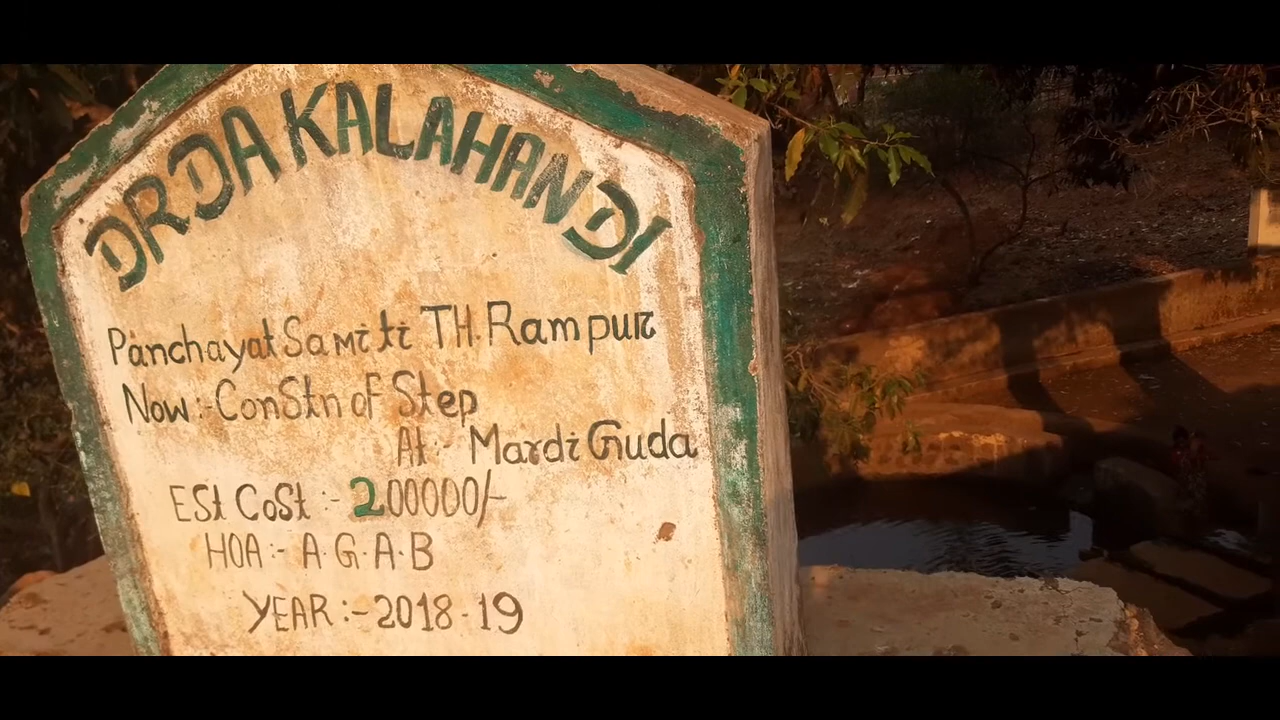 DRDA KALAHANDI
Panchayat Samiti TH. Rampur
Now:-ConStn of Step
At:- Mardi Guda
ESt CoSt :- 200000/-
HOA:- A.G.A.B
YEAR:-2018-19